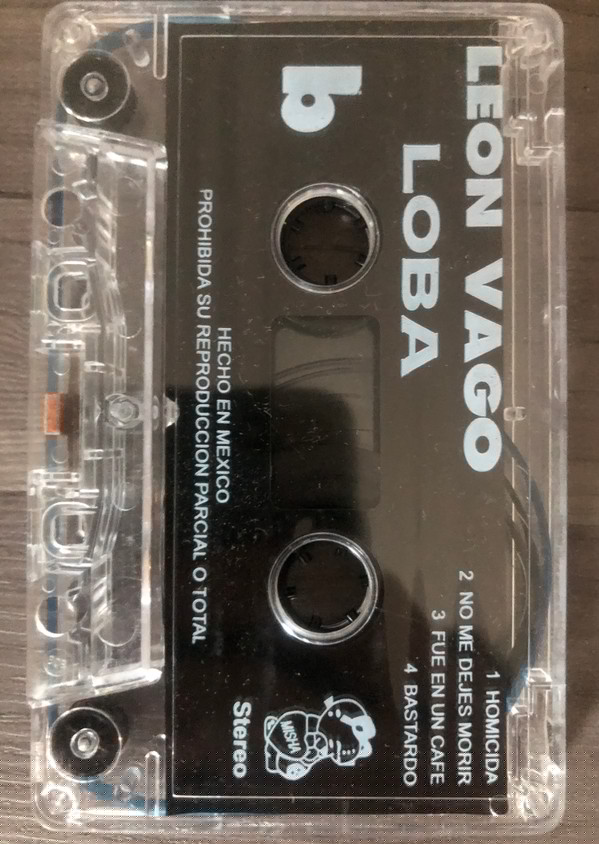 LEON VAGO
LOBA
1 HOMICIDA
2 NO ME DEJES MORIR
3 FUE EN UN CAFE
4 BASTARDO
b
MISHA
Stereo
HECHO EN MEXICO
PROHIBIDA SU REPRODUCCION PARCIAL O TOTAL